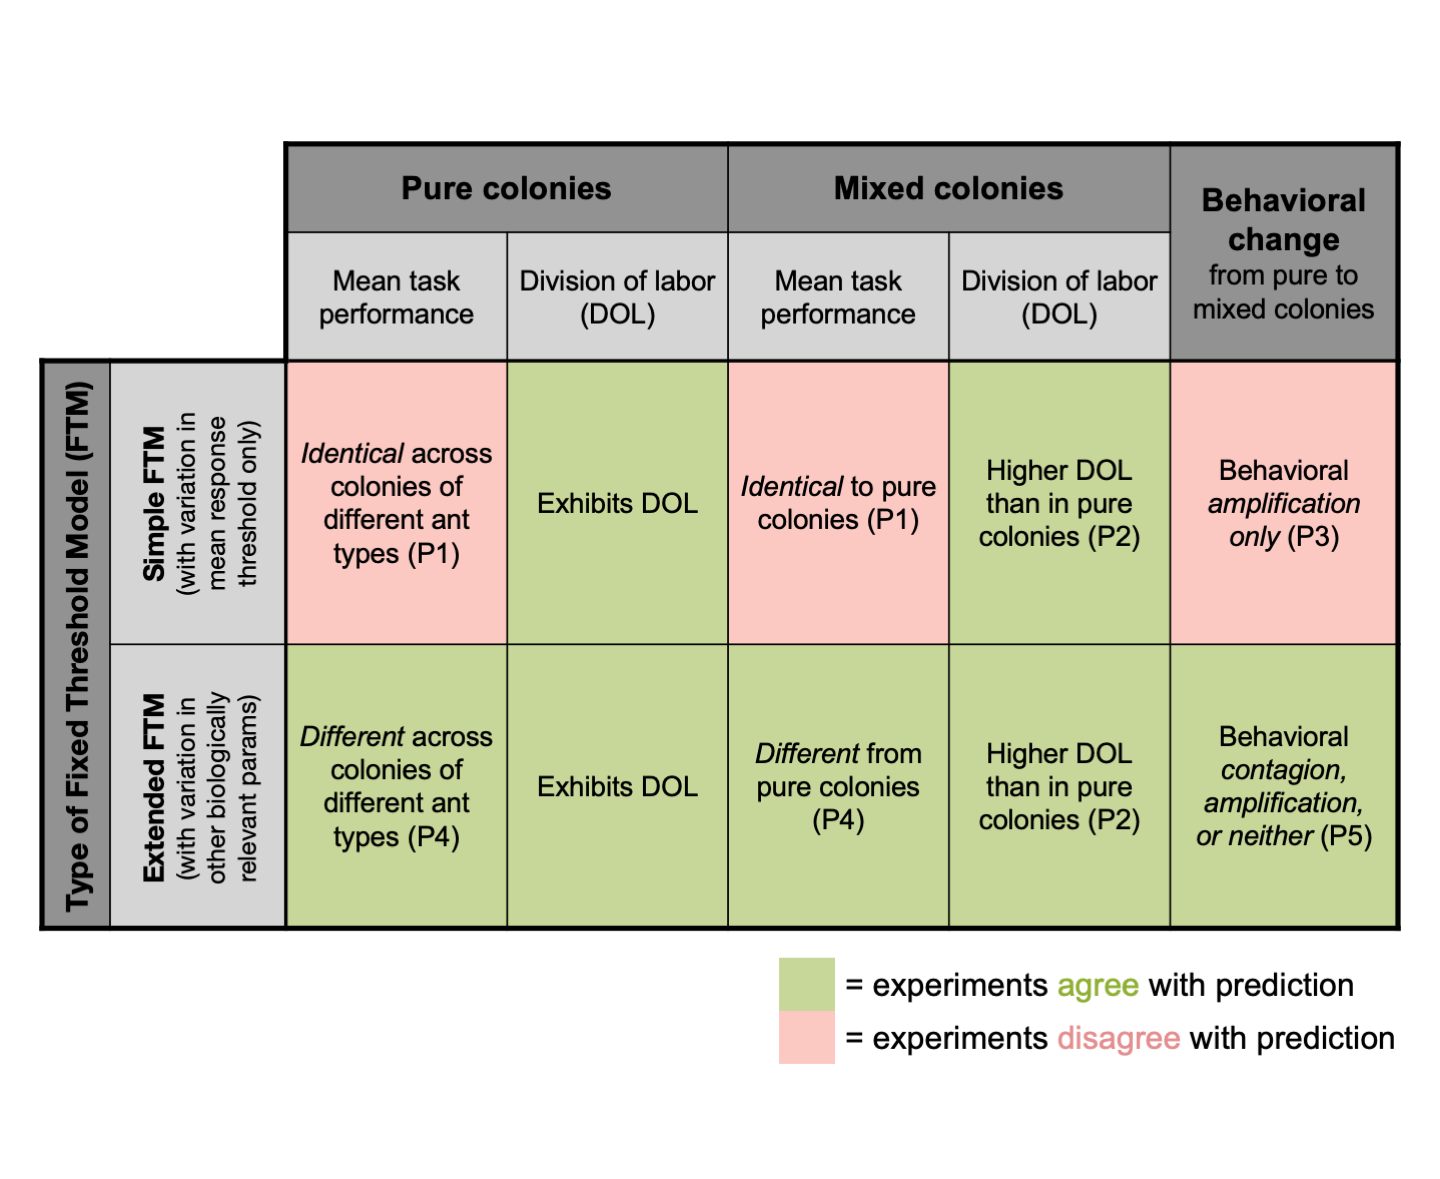 Pure colonies
Mixed colonies
Behavioral
change
from pure to
mixed colonies
Mean task
performance
Division of labor
(DOL)
Mean task
performance
Division of labor
(DOL)
Type of Fixed Threshold Model (FTM)
Simple FTM
(with variation in
mean response
threshold only)
Identical across
colonies of
different ant
types (P1)
Exhibits DOL
Identical to pure
colonies (P1)
Higher DOL
than in pure
colonies (P2)
Behavioral
amplification
only (P3)
Extended FTM
(with variation in
other biologically
relevant params)
Different across
colonies of
different ant
types (P4)
Exhibits DOL
Different from
pure colonies
(P4)
Higher DOL
than in pure
colonies (P2)
Behavioral
contagion,
amplification,
or neither (P5)
= experiments agree with prediction
= experiments disagree with prediction